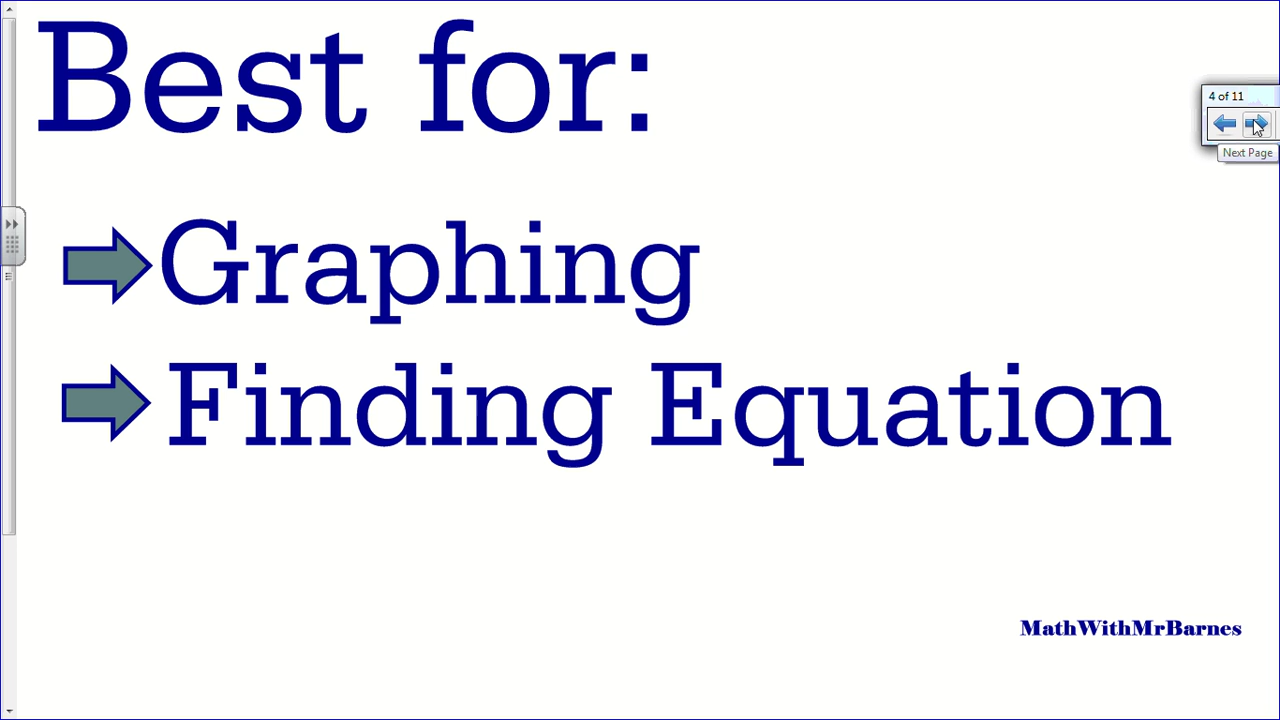 Best for:
4 of 11
Next Page
Graphing
Finding Equation
MathWithMrBarnes